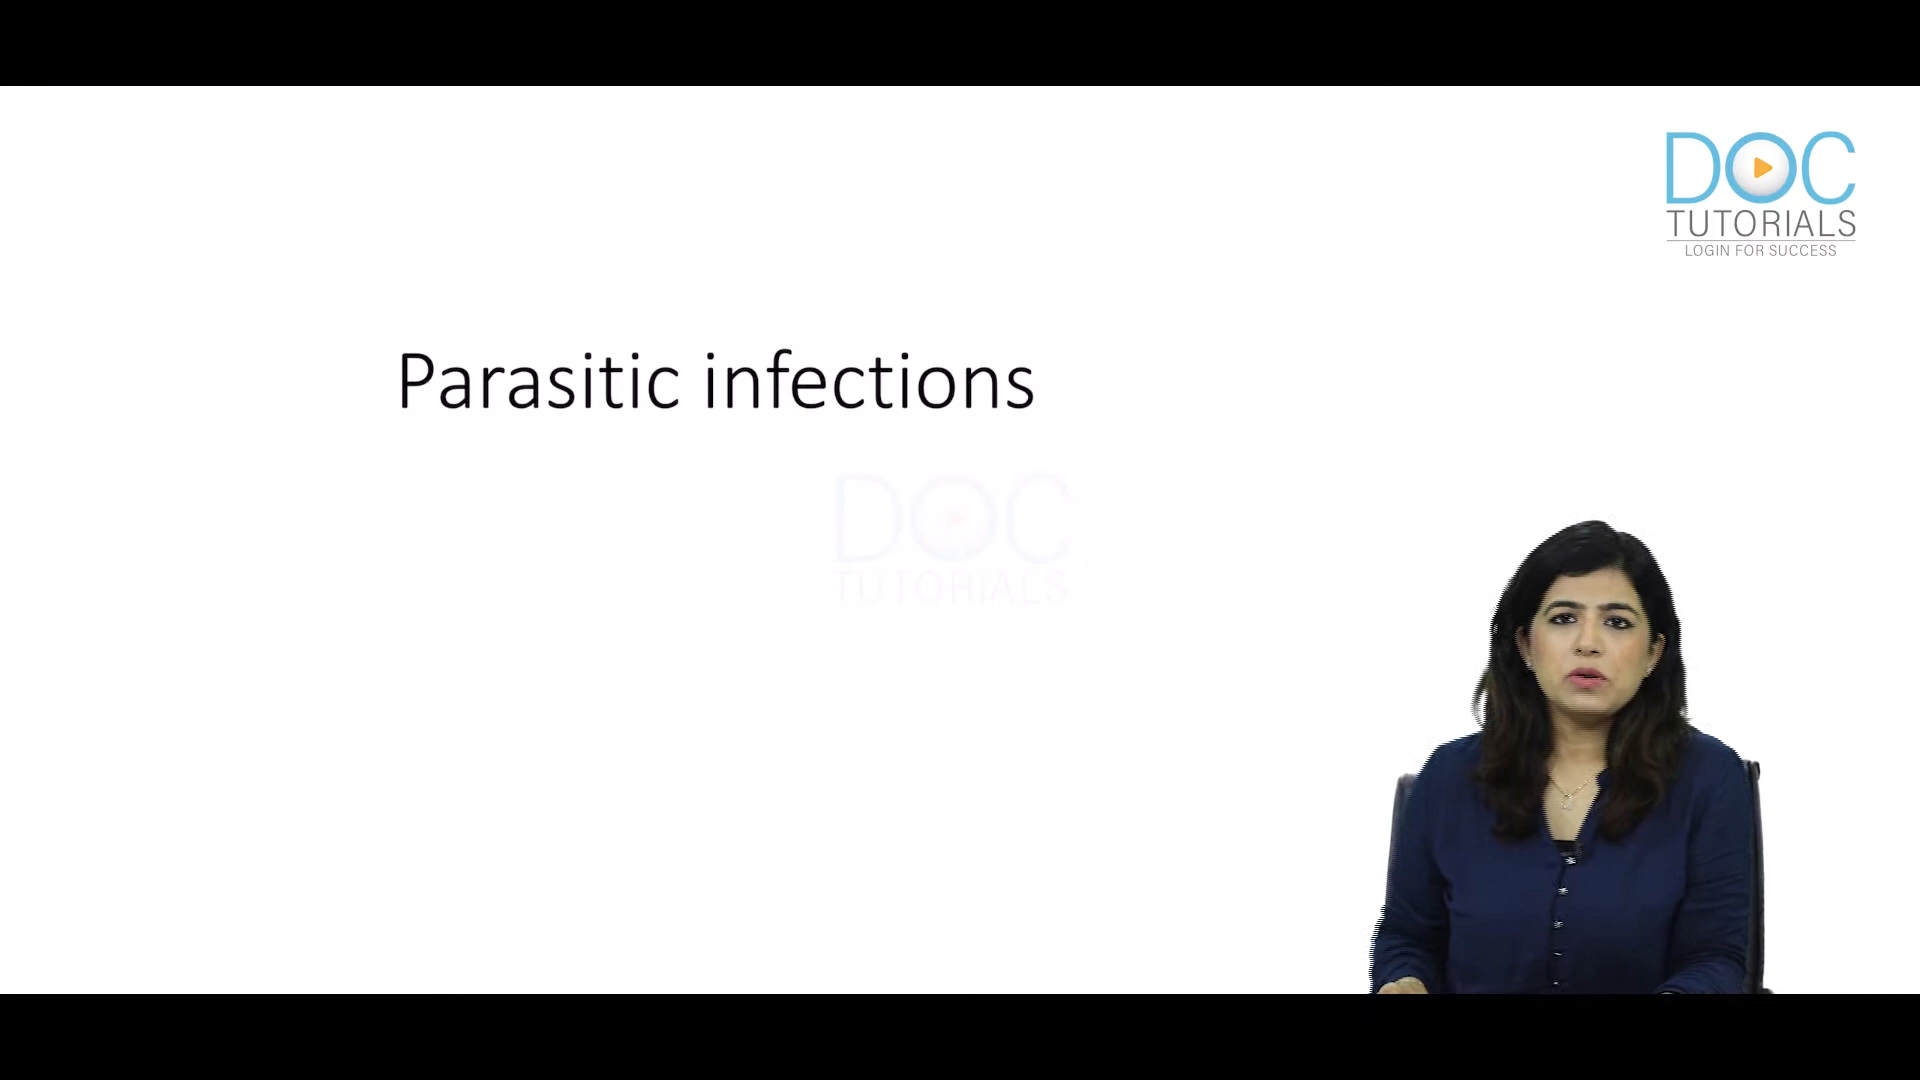 DOC
TUTORIALS
LOGIN FOR SUCCESS
Parasitic infections
DOC
TUTORIALS